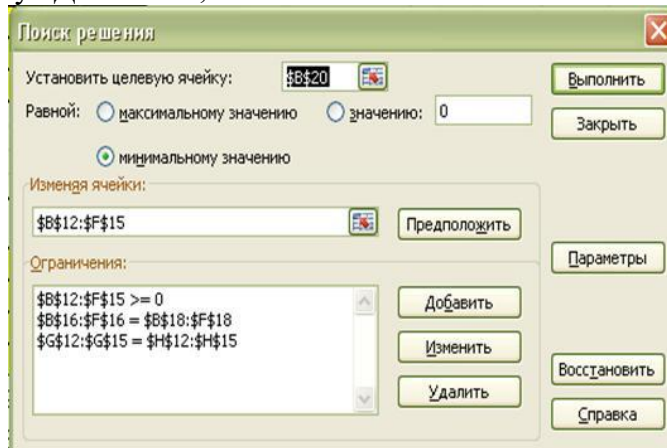 Поиск решения
Установить целевую ячейку: $B$20
Выполнить
Равной: максимальному значению значению: 0
Закрыть
минимальному значению
Изменяя ячейки:
$B$12:$F$15
Предположить
Ограничения:
Параметры
$B$12:$F$15 >= 0
$B$16:$F$16 = $B$18:$F$18
$G$12:$G$15 = $H$12:$H$15
Добавить
Изменить
Удалить
Восстановить
Справка